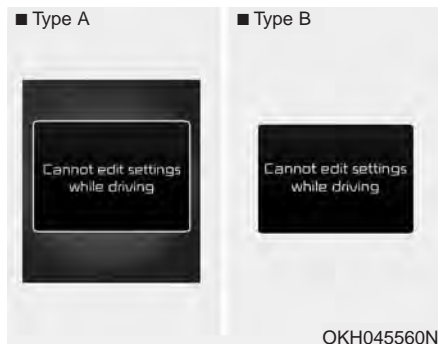 ■ Type A
■ Type B
Cannot edit settings
while driving
Cannot edit settings
while driving
OKH045560N